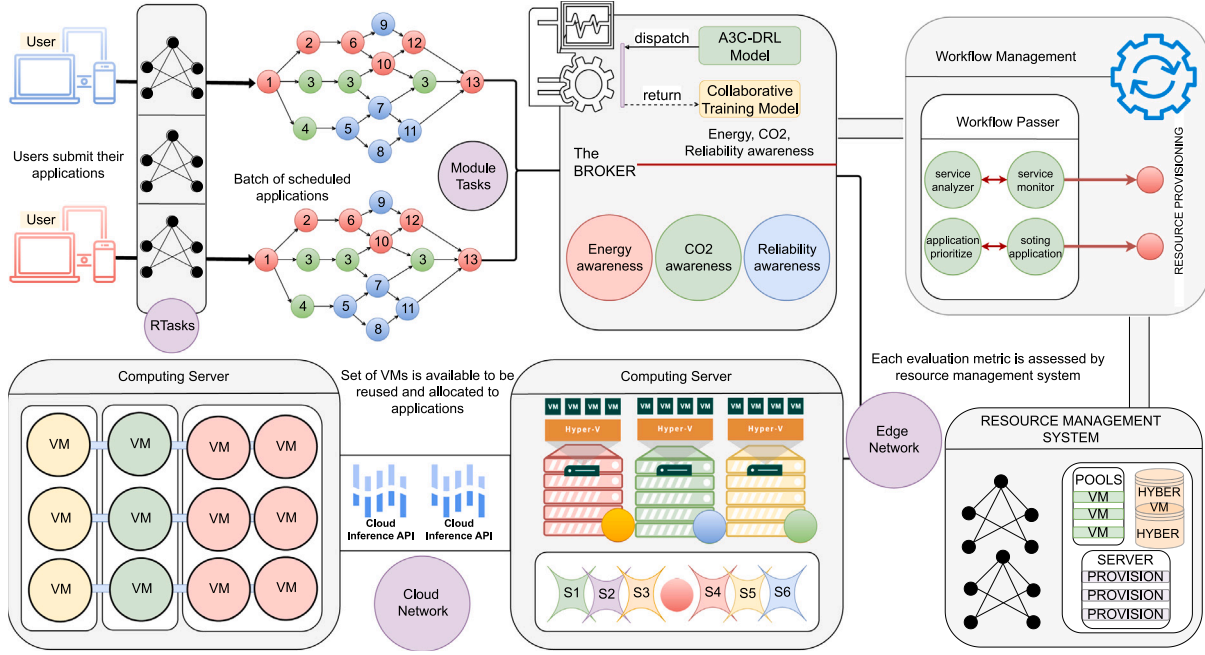 User
Users submit their
applications
User
RTasks
1
2
6
9
12
10
3
3
3
13
4
5
7
8
11
Batch of scheduled
applications
1
2
6
9
12
10
3
3
3
13
4
5
7
8
11
Module
Tasks
dispatch
A3C-DRL
Model
return
Collaborative
Training Model
Energy, CO2,
Reliability awareness
The
BROKER
Energy
awareness
CO2
awareness
Reliability
awareness
Workflow Management
Workflow Passer
service
analyzer
service
monitor
application
prioritize
soting
application
RESOURCE PROVISIONING
Computing Server
VM
VM
VM
VM
VM
VM
VM
VM
VM
VM
VM
VM
Set of VMs is available to be
reused and allocated to
applications
Cloud
Inference API
Cloud
Inference API
Cloud
Network
Computing Server
VM VM VM VM
VM VM VM VM
VM VM VM VM
Hyper-V
Hyper-V
Hyper-V
S1
S2
S3
S4
S5
S6
Each evaluation metric is assessed by
resource management system
Edge
Network
RESOURCE MANAGEMENT
SYSTEM
POOLS
VM
VM
VM
HYBER
VM
HYBER
SERVER
PROVISION
PROVISION
PROVISION